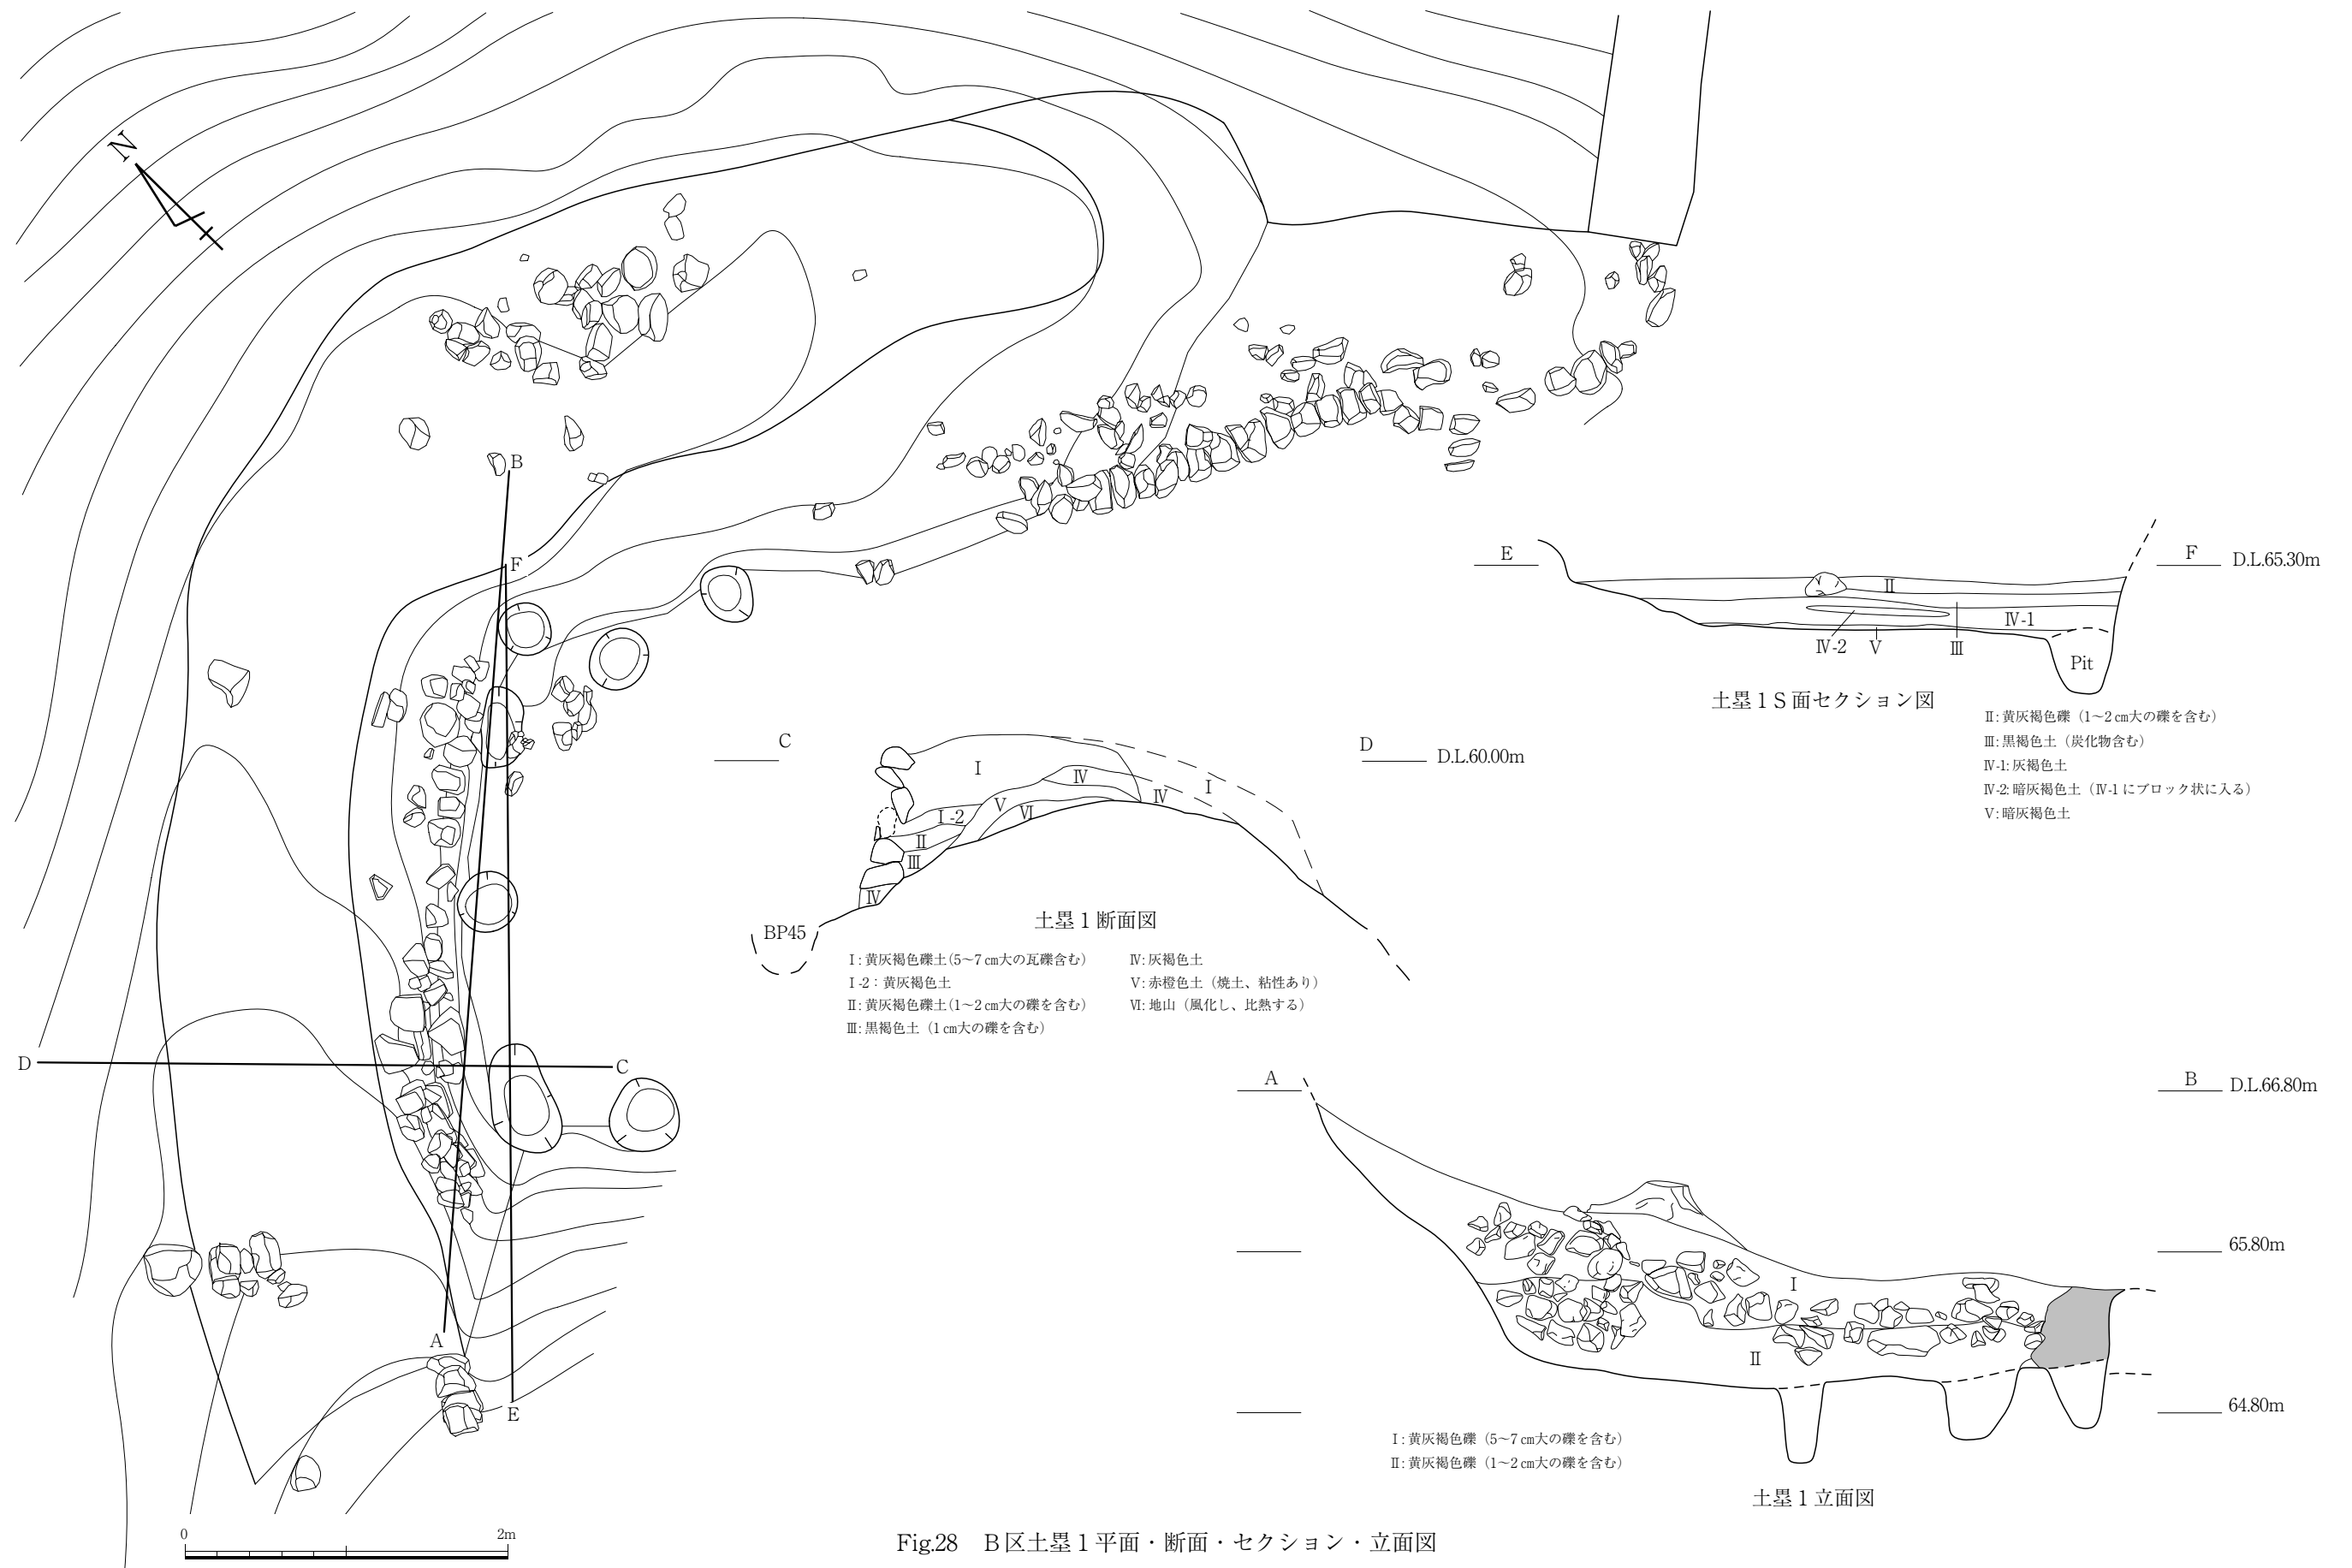 N
B
F
D
C
A
E
0 2m
E F D.L.65.30m
Ⅱ
Ⅳ-1
Ⅳ-2 Ⅴ Ⅲ
Pit
土塁1S面セクション図
Ⅱ: 黄灰褐色礫（1～2㎝大の礫を含む）
Ⅲ: 黒褐色土（炭化物含む）
Ⅳ-1: 灰褐色土
Ⅳ-2: 暗灰褐色土（Ⅳ-1にブロック状に入る）
Ⅴ: 暗灰褐色土
C D D.L.60.00m
Ⅰ
Ⅳ
Ⅰ
Ⅳ
Ⅴ
Ⅵ
Ⅰ-2
Ⅱ
Ⅲ
Ⅳ
BP45
土塁1断面図
Ⅰ: 黄灰褐色礫土(5～7㎝大の瓦礫含む）
Ⅰ-2：黄灰褐色土
Ⅱ: 黄灰褐色礫土(1～2㎝大の礫を含む）
Ⅲ: 黒褐色土（1㎝大の礫を含む）
Ⅳ: 灰褐色土
Ⅴ: 赤橙色土（焼土、粘性あり）
Ⅵ: 地山（風化し、比熱する）
A B D.L.66.80m
65.80m
64.80m
Ⅰ
Ⅱ
Ⅰ: 黄灰褐色礫（5～7㎝大の礫を含む）
Ⅱ: 黄灰褐色礫（1～2㎝大の礫を含む）
土塁1立面図
Fig.28　B区土塁1平面・断面・セクション・立面図